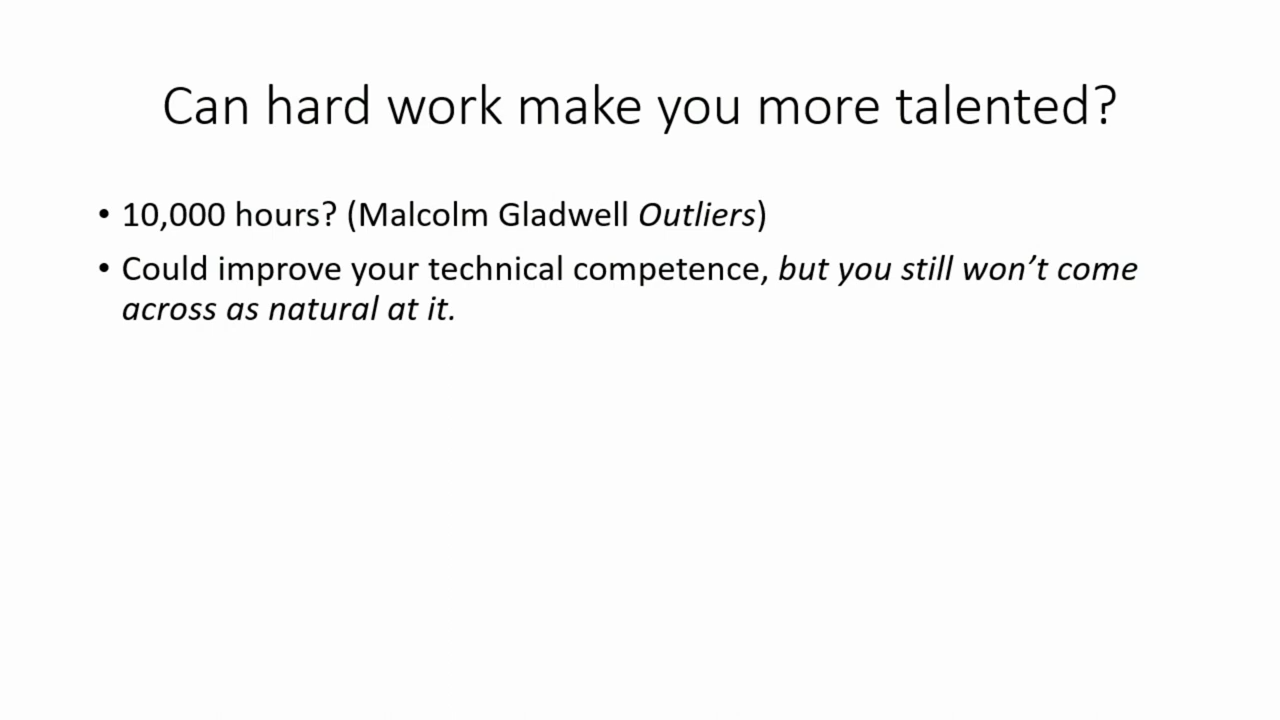 Can hard work make you more talented?
• 10,000 hours? (Malcolm Gladwell Outliers)
• Could improve your technical competence, but you still won’t come
across as natural at it.